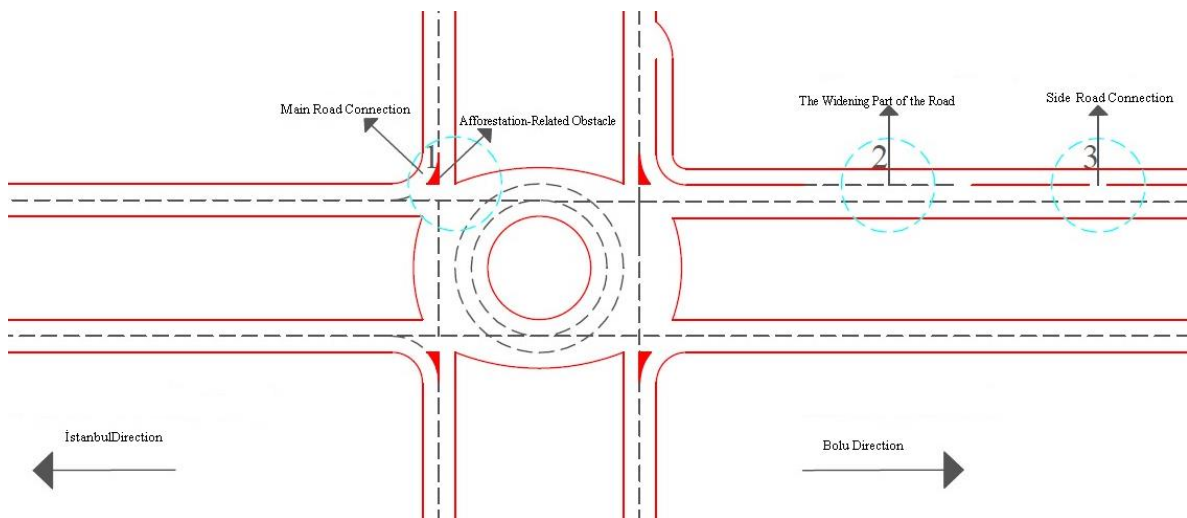 The Widening Part of the Road
Side Road Connection
Main Road Connection
Afforestation-Related Obstacle
1
2
3
İstanbulDirection
Bolu Direction